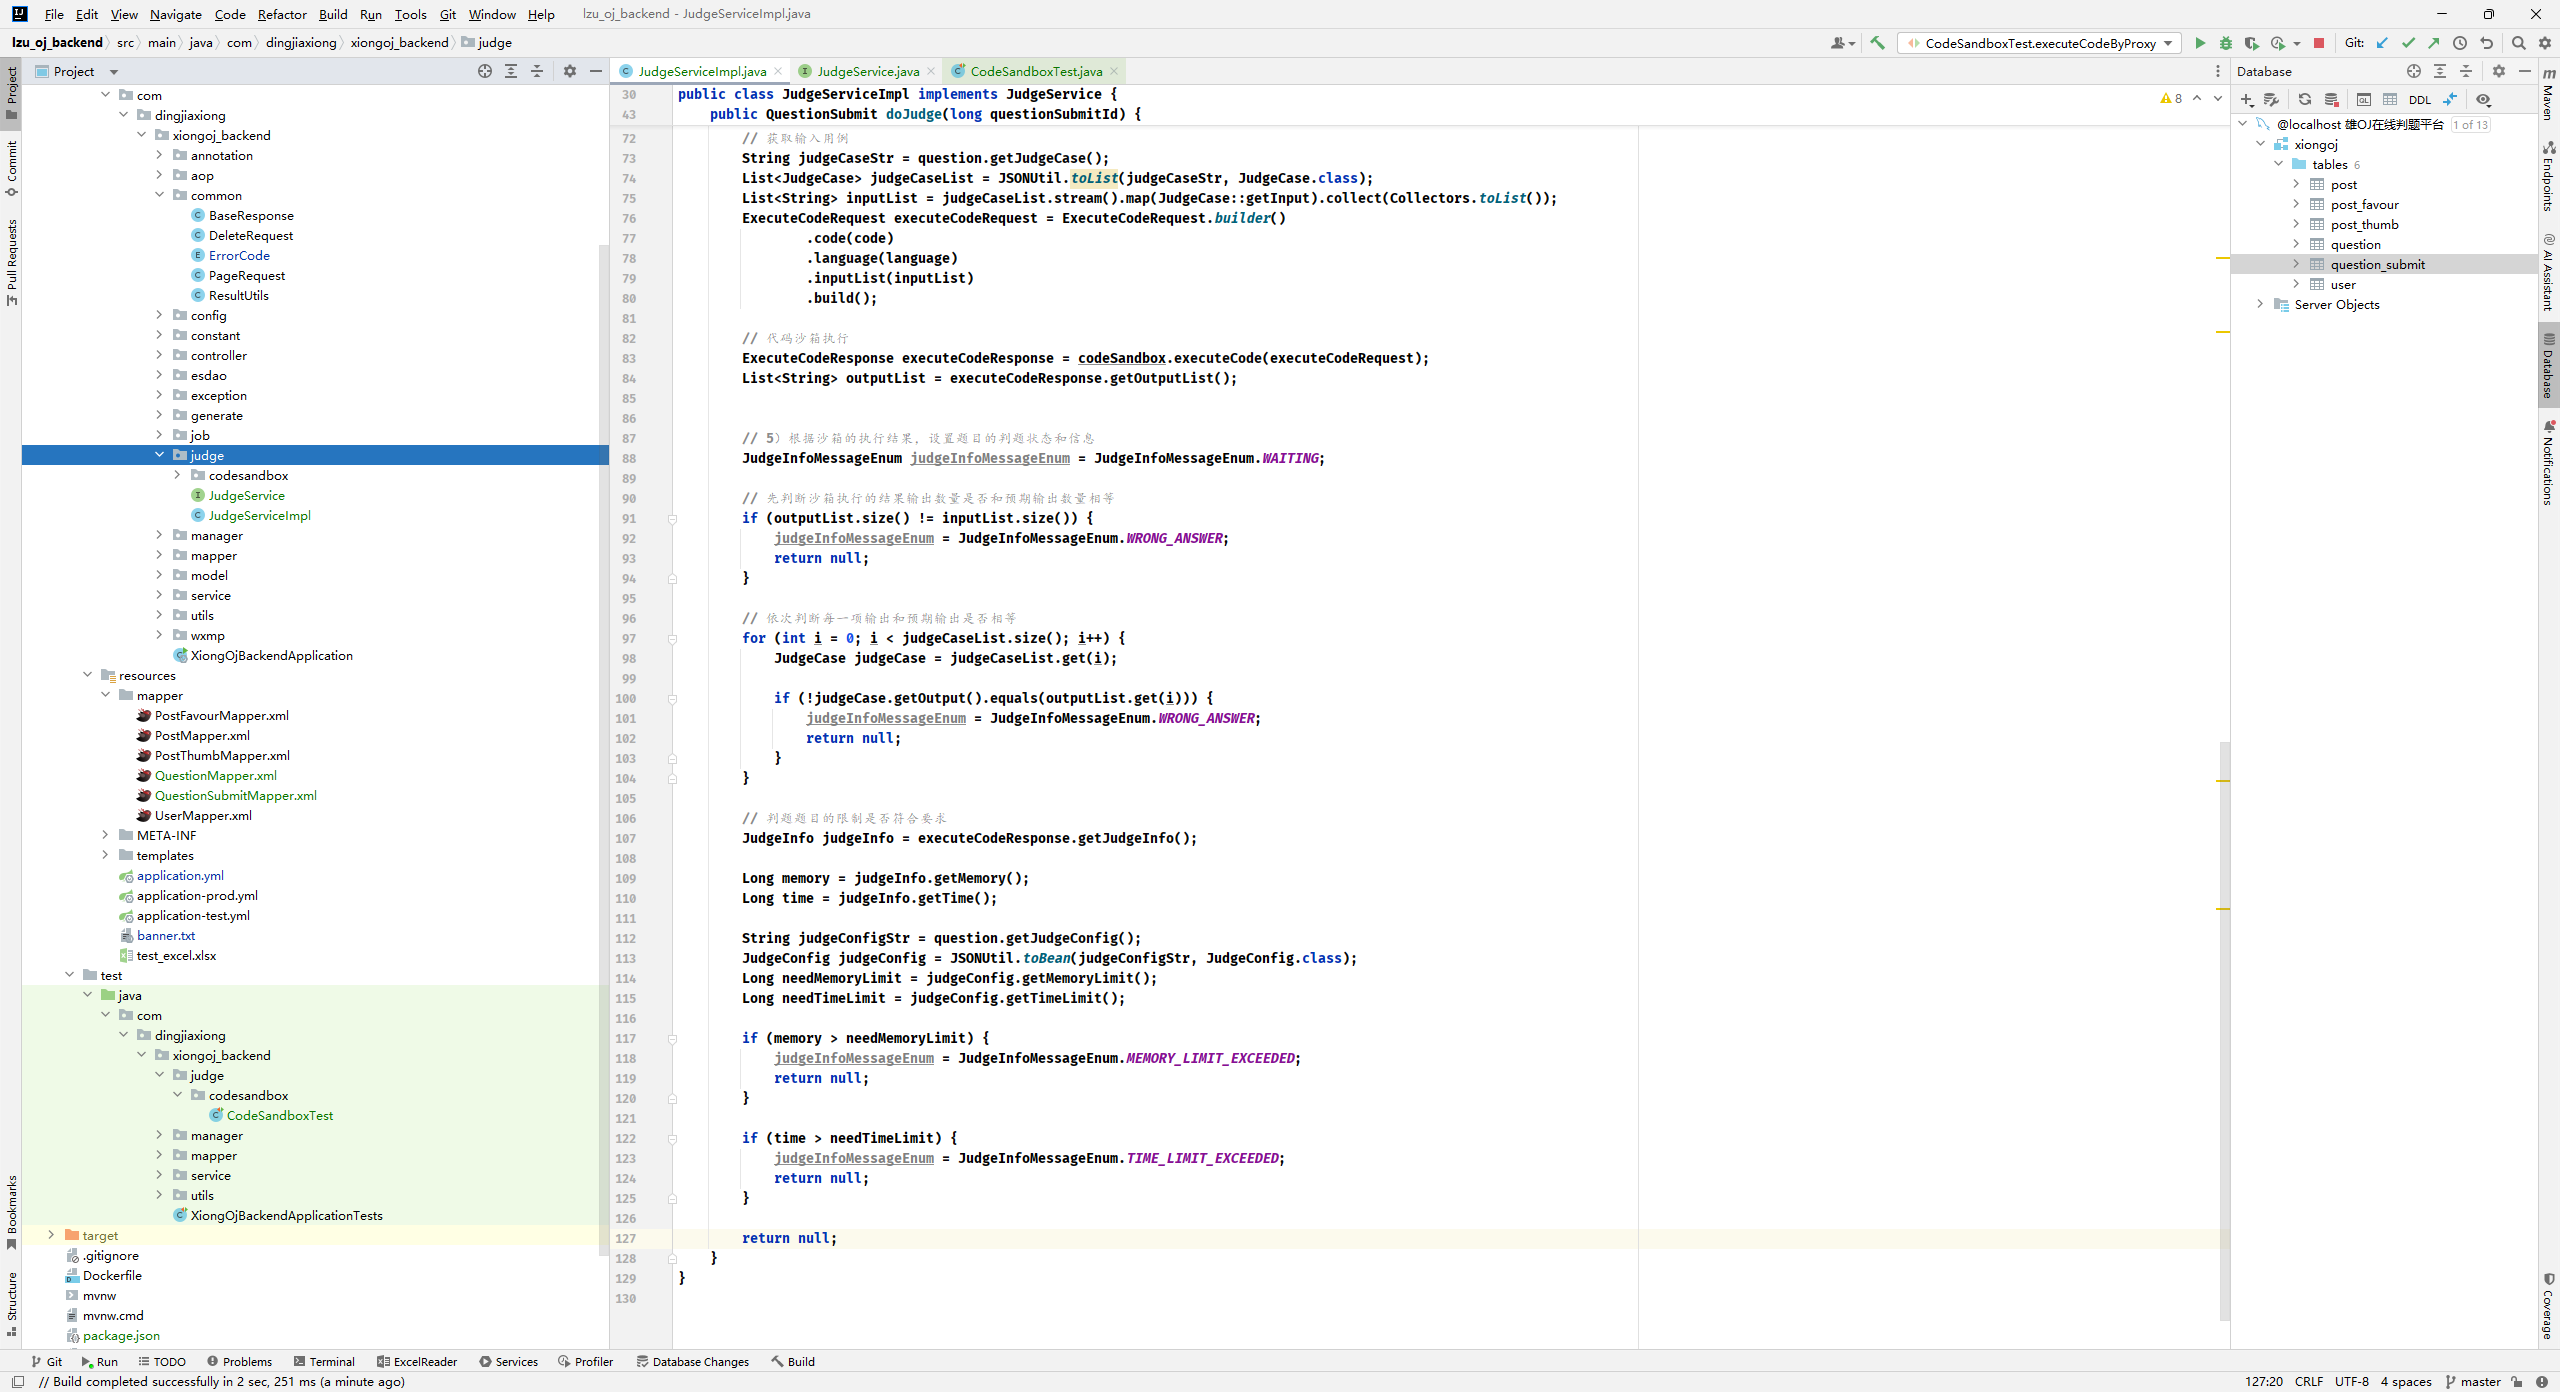 File Edit View Navigate Code Refactor Build Run Tools Git Window Help lzu_oj_backend - JudgeServiceImpl.java
lzu_oj_backend src main java com dingjiaxiong xiongoj_backend judge
CodeSandboxTest.executeCodeByProxy
Git:
Project
JudgeServiceImpl.java
JudgeService.java
CodeSandboxTest.java
Database
Project
Commit
Pull Requests
Bookmarks
Structure
com
dingjiaxiong
xiongoj_backend
annotation
aop
common
BaseResponse
DeleteRequest
ErrorCode
PageRequest
ResultUtils
config
constant
controller
esdao
exception
generate
job
judge
codesandbox
JudgeService
JudgeServiceImpl
manager
mapper
model
service
utils
wxmp
XiongOjBackendApplication
resources
mapper
PostFavourMapper.xml
PostMapper.xml
PostThumbMapper.xml
QuestionMapper.xml
QuestionSubmitMapper.xml
UserMapper.xml
META-INF
templates
application.yml
application-prod.yml
application-test.yml
banner.txt
test_excel.xlsx
test
java
com
dingjiaxiong
xiongoj_backend
judge
codesandbox
CodeSandboxTest
manager
mapper
service
utils
XiongOjBackendApplicationTests
target
.gitignore
Dockerfile
mvnw
mvnw.cmd
package.json
30 public class JudgeServiceImpl implements JudgeService {
43 public QuestionSubmit doJudge(long questionSubmitId) {
72 // 获取输入用例
73 String judgeCaseStr = question.getJudgeCase();
74 List<JudgeCase> judgeCaseList = JSONUtil.toList(judgeCaseStr, JudgeCase.class);
75 List<String> inputList = judgeCaseList.stream().map(JudgeCase::getInput).collect(Collectors.toList());
76 ExecuteCodeRequest executeCodeRequest = ExecuteCodeRequest.builder()
77 .code(code)
78 .language(language)
79 .inputList(inputList)
80 .build();
81
82 // 代码沙箱执行
83 ExecuteCodeResponse executeCodeResponse = codeSandbox.executeCode(executeCodeRequest);
84 List<String> outputList = executeCodeResponse.getOutputList();
85
86
87 // 5）根据沙箱的执行结果，设置题目的判题状态和信息
88 JudgeInfoMessageEnum judgeInfoMessageEnum = JudgeInfoMessageEnum.WAITING;
89
90 // 先判断沙箱执行的结果输出数量是否和预期输出数量相等
91 if (outputList.size() != inputList.size()) {
92 judgeInfoMessageEnum = JudgeInfoMessageEnum.WRONG_ANSWER;
93 return null;
94 }
95
96 // 依次判断每一项输出和预期输出是否相等
97 for (int i = 0; i < judgeCaseList.size(); i++) {
98 JudgeCase judgeCase = judgeCaseList.get(i);
99
100 if (!judgeCase.getOutput().equals(outputList.get(i))) {
101 judgeInfoMessageEnum = JudgeInfoMessageEnum.WRONG_ANSWER;
102 return null;
103 }
104 }
105
106 // 判题题目的限制是否符合要求
107 JudgeInfo judgeInfo = executeCodeResponse.getJudgeInfo();
108
109 Long memory = judgeInfo.getMemory();
110 Long time = judgeInfo.getTime();
111
112 String judgeConfigStr = question.getJudgeConfig();
113 JudgeConfig judgeConfig = JSONUtil.toBean(judgeConfigStr, JudgeConfig.class);
114 Long needMemoryLimit = judgeConfig.getMemoryLimit();
115 Long needTimeLimit = judgeConfig.getTimeLimit();
116
117 if (memory > needMemoryLimit) {
118 judgeInfoMessageEnum = JudgeInfoMessageEnum.MEMORY_LIMIT_EXCEEDED;
119 return null;
120 }
121
122 if (time > needTimeLimit) {
123 judgeInfoMessageEnum = JudgeInfoMessageEnum.TIME_LIMIT_EXCEEDED;
124 return null;
125 }
126
127 return null;
128 }
129 }
130
8
DDL
@localhost 雄OJ在线判题平台 1 of 13
xiongoj
tables 6
post
post_favour
post_thumb
question
question_submit
user
Server Objects
Maven
Endpoints
AI Assistant
Database
Notifications
Coverage
Git Run TODO Problems Terminal ExcelReader Services Profiler Database Changes Build
// Build completed successfully in 2 sec, 251 ms (a minute ago)
127:20 CRLF UTF-8 4 spaces master